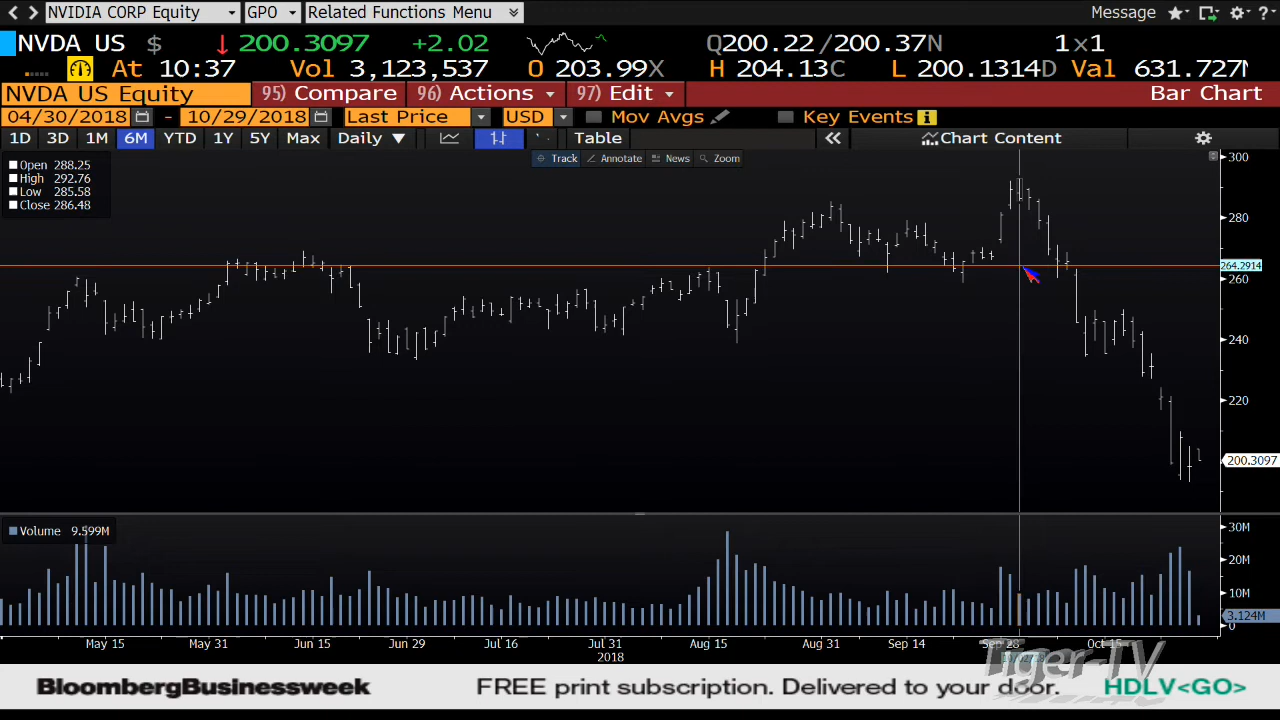 NVIDIA CORP Equity GPO Related Functions Menu Message ?
NVDA US $ ↓ 200.3097 +2.02 Q200.22 /200.37N 1×1
At 10:37 Vol 3,123,537 O 203.99X H 204.13C L 200.1314D Val 631.727M
NVDA US Equity 95) Compare 96) Actions 97) Edit Bar Chart
04/30/2018 - 10/29/2018 Last Price USD Mov Avgs Key Events i
1D 3D 1M 6M YTD 1Y 5Y Max Daily ▼ Table « Chart Content
Track Annotate News Zoom
Open 288.25
High 292.76
Low 285.58
Close 286.48
300
280
264.2914
260
240
220
200.3097
Volume 9.599M
30M
20M
10M
3.124M
0
May 15 May 31 Jun 15 Jun 29 Jul 16 Jul 31 Aug 15 Aug 31 Sep 14 Sep 28 Oct 15
2018
Tiger-TV
BloombergBusinessweek FREE print subscription. Delivered to your door. HDLV<GO>